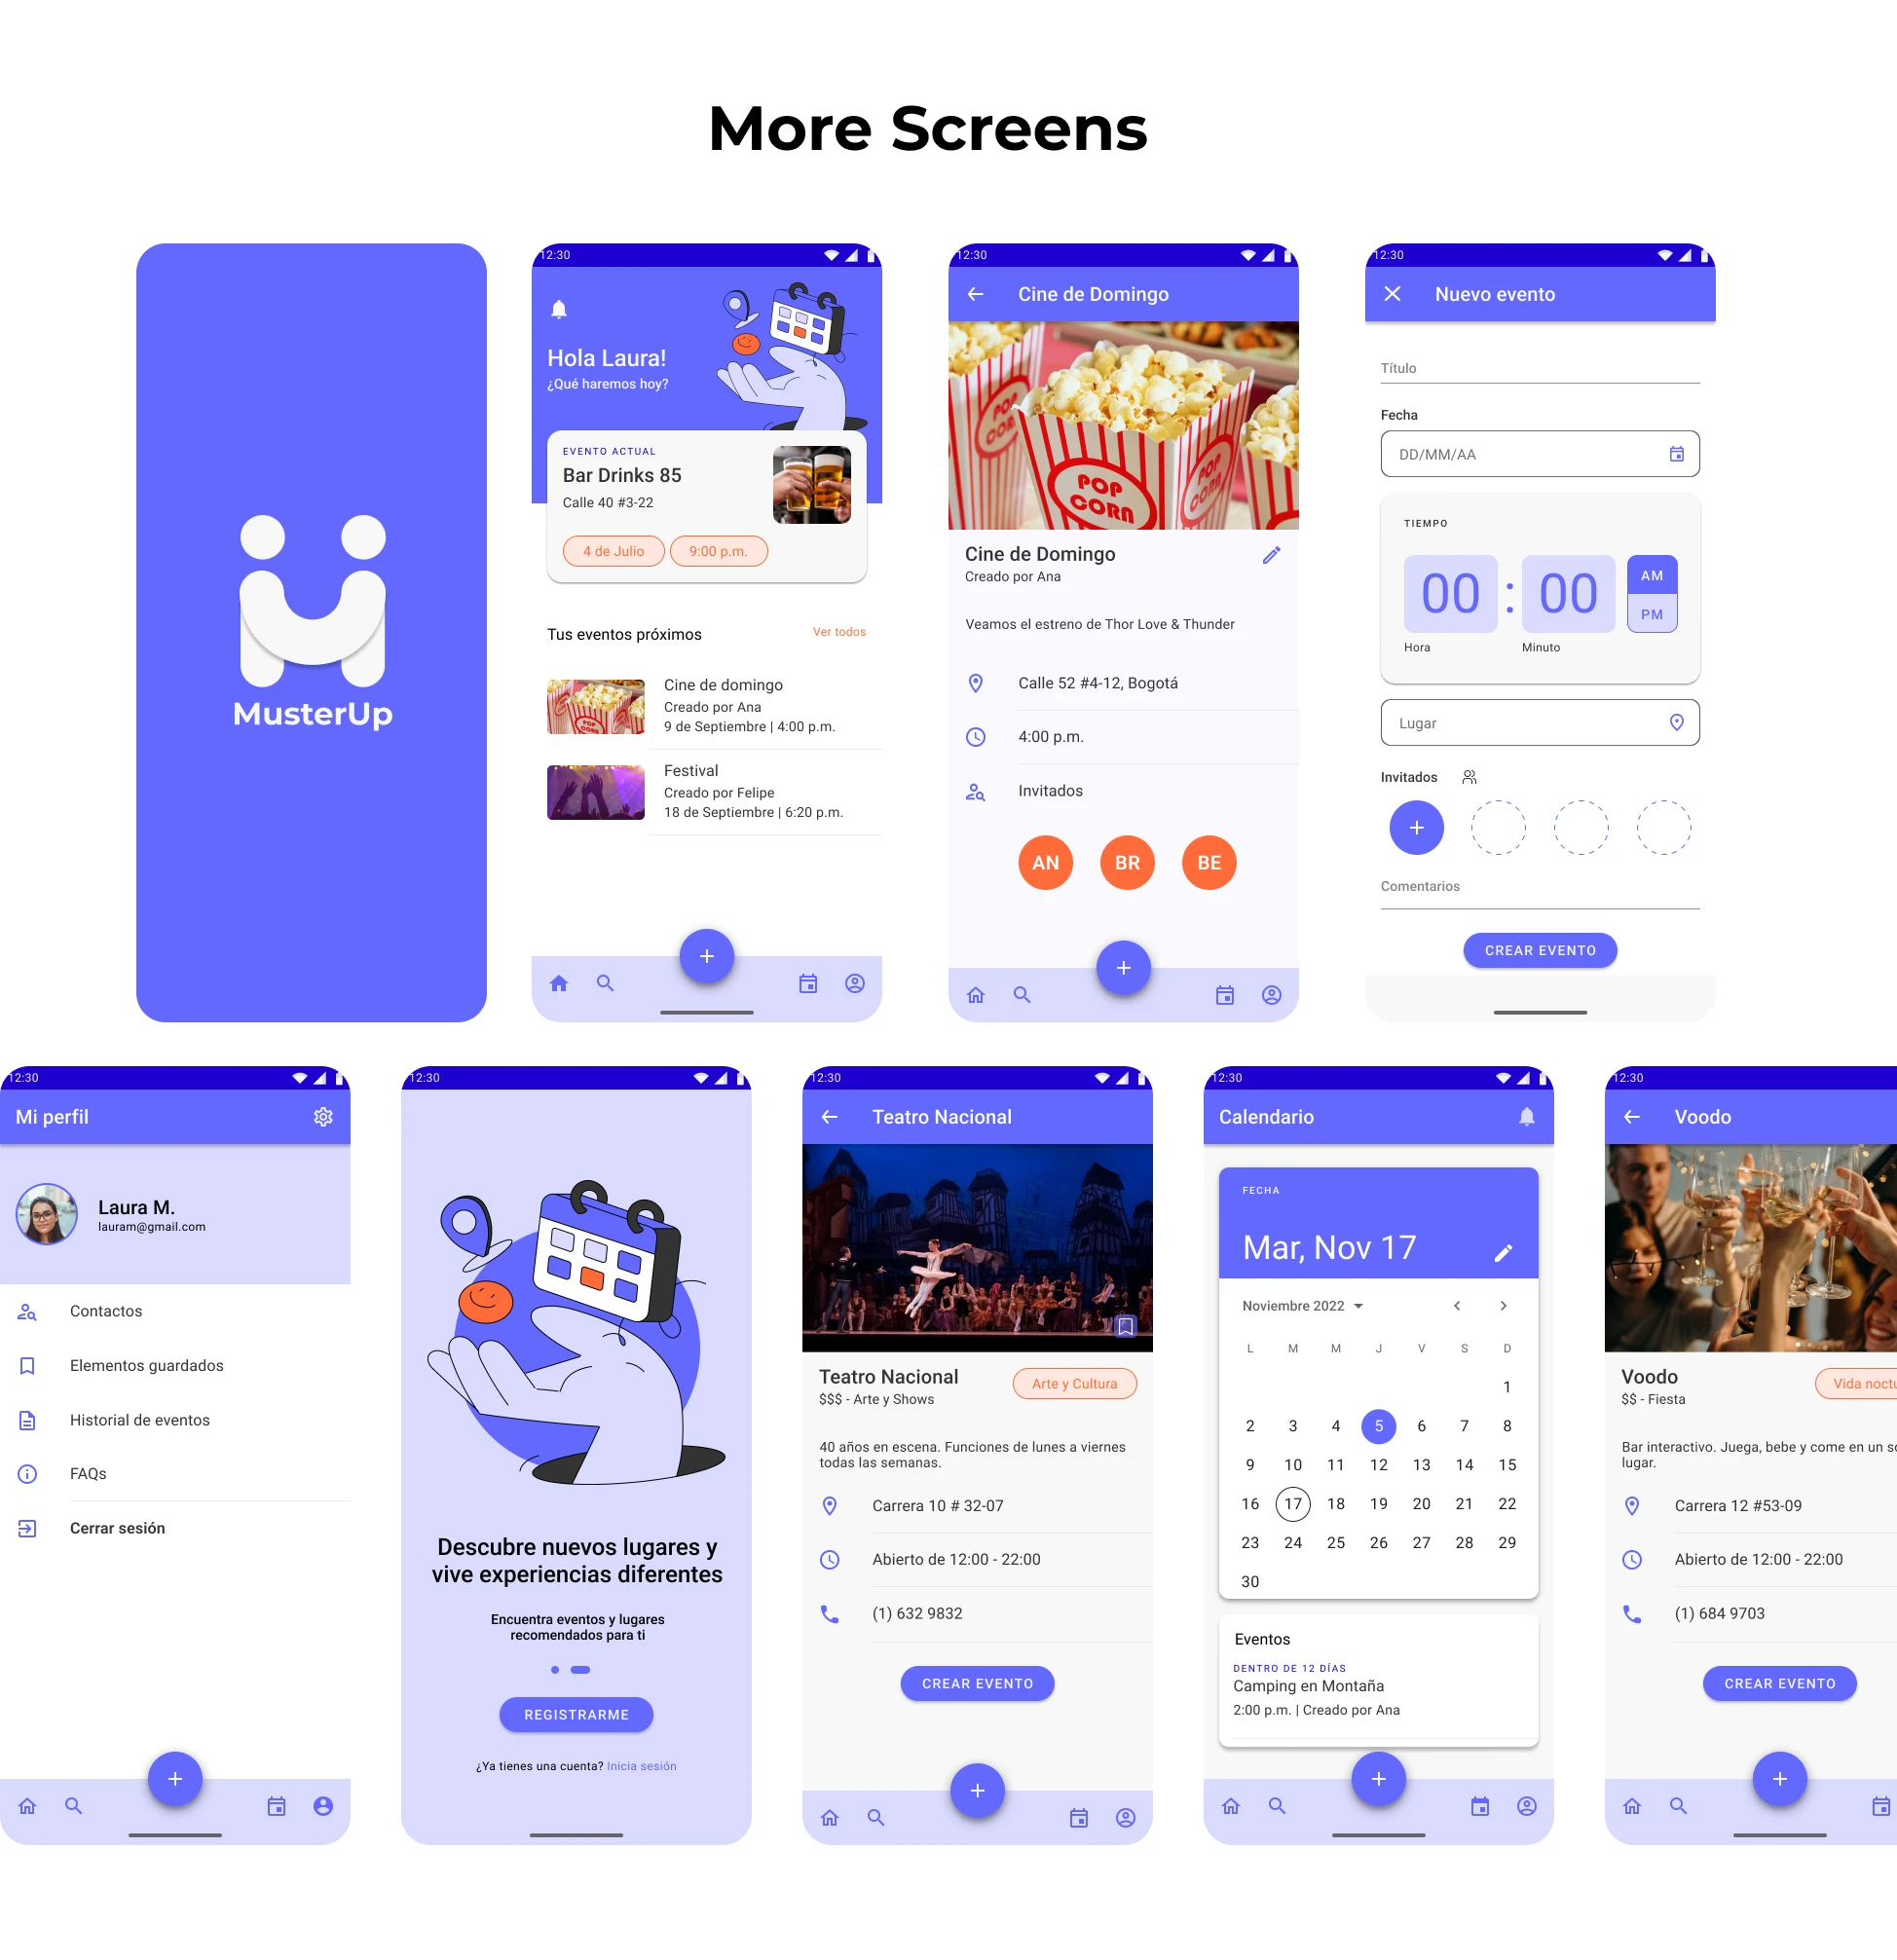 More Screens
MusterUp
12:30
Hola Laura!
¿Qué haremos hoy?
EVENTO ACTUAL
Bar Drinks 85
Calle 40 #3-22
4 de Julio
9:00 p.m.
Tus eventos próximos
Ver todos
Cine de domingo
Creado por Ana
9 de Septiembre | 4:00 p.m.
Festival
Creado por Felipe
18 de Septiembre | 6:20 p.m.
12:30
Cine de Domingo
POP CORN
POP CORN
Cine de Domingo
Creado por Ana
Veamos el estreno de Thor Love & Thunder
Calle 52 #4-12, Bogotá
4:00 p.m.
Invitados
AN BR BE
12:30
Nuevo evento
Título
Fecha
DD/MM/AA
TIEMPO
00 : 00
AM
PM
Hora Minuto
Lugar
Invitados
Comentarios
CREAR EVENTO
12:30
Mi perfil
Laura M.
lauram@gmail.com
Contactos
Elementos guardados
Historial de eventos
FAQs
Cerrar sesión
12:30
Descubre nuevos lugares y
vive experiencias diferentes
Encuentra eventos y lugares
recomendados para ti
REGISTRARME
¿Ya tienes una cuenta? Inicia sesión
12:30
Teatro Nacional
Teatro Nacional
$$$ - Arte y Shows
Arte y Cultura
40 años en escena. Funciones de lunes a viernes
todas las semanas.
Carrera 10 # 32-07
Abierto de 12:00 - 22:00
(1) 632 9832
CREAR EVENTO
12:30
Calendario
FECHA
Mar, Nov 17
Noviembre 2022
L M M J V S D
1
2 3 4 5 6 7 8
9 10 11 12 13 14 15
16 17 18 19 20 21 22
23 24 25 26 27 28 29
30
Eventos
DENTRO DE 12 DÍAS
Camping en Montaña
2:00 p.m. | Creado por Ana
12:30
Voodo
Voodo
$$ - Fiesta
Vida noctu
Bar interactivo. Juega, bebe y come en un so
lugar.
Carrera 12 #53-09
Abierto de 12:00 - 22:00
(1) 684 9703
CREAR EVENTO